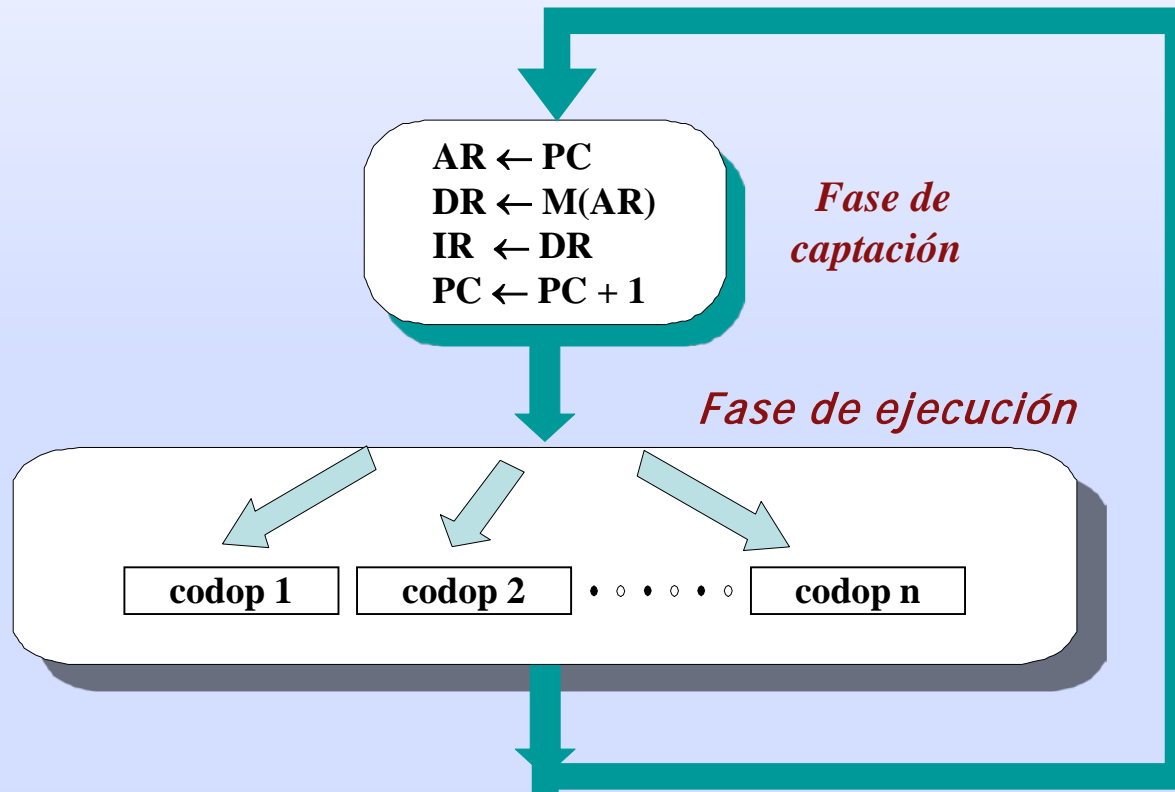 AR ← PC
DR ← M(AR)
IR ← DR
PC ← PC + 1
Fase de
captación
Fase de ejecución
codop 1 codop 2 codop n